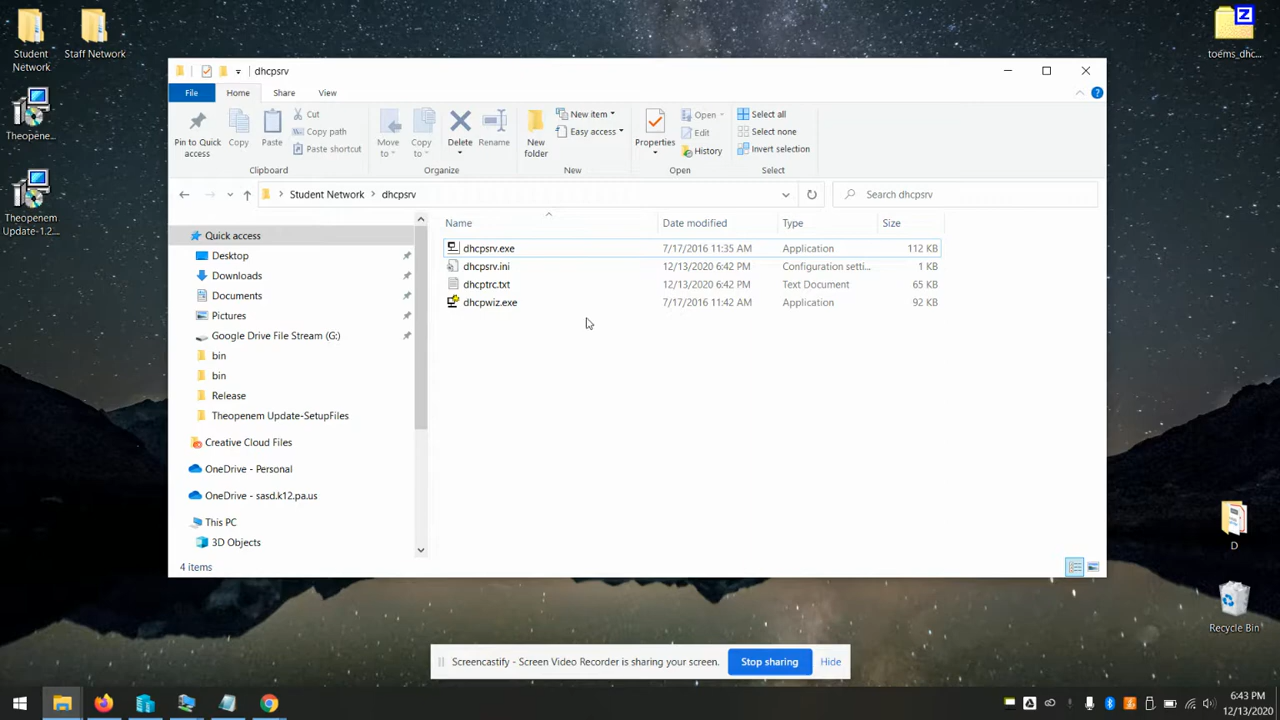 Student
Network
Staff Network
Theopene...
Theopenem
Update-1.2...
toems_dhc...
D
Recycle Bin
dhcpsrv
File
Home
Share
View
Pin to Quick
access
Copy
Paste
Cut
Copy path
Paste shortcut
Clipboard
Move
to
Copy
to
Delete
Rename
Organize
New
folder
New item
Easy access
New
Properties
Open
Edit
History
Open
Select all
Select none
Invert selection
Select
Student Network
dhcpsrv
Search dhcpsrv
Name
Date modified
Type
Size
Quick access
Desktop
Downloads
Documents
Pictures
Google Drive File Stream (G:)
bin
bin
Release
Theopenem Update-SetupFiles
Creative Cloud Files
OneDrive - Personal
OneDrive - sasd.k12.pa.us
This PC
3D Objects
dhcpsrv.exe 7/17/2016 11:35 AM Application 112 KB
dhcpsrv.ini 12/13/2020 6:42 PM Configuration setti... 1 KB
dhcptrc.txt 12/13/2020 6:42 PM Text Document 65 KB
dhcpwiz.exe 7/17/2016 11:42 AM Application 92 KB
4 items
Screencastify - Screen Video Recorder is sharing your screen.
Stop sharing
Hide
6:43 PM
12/13/2020